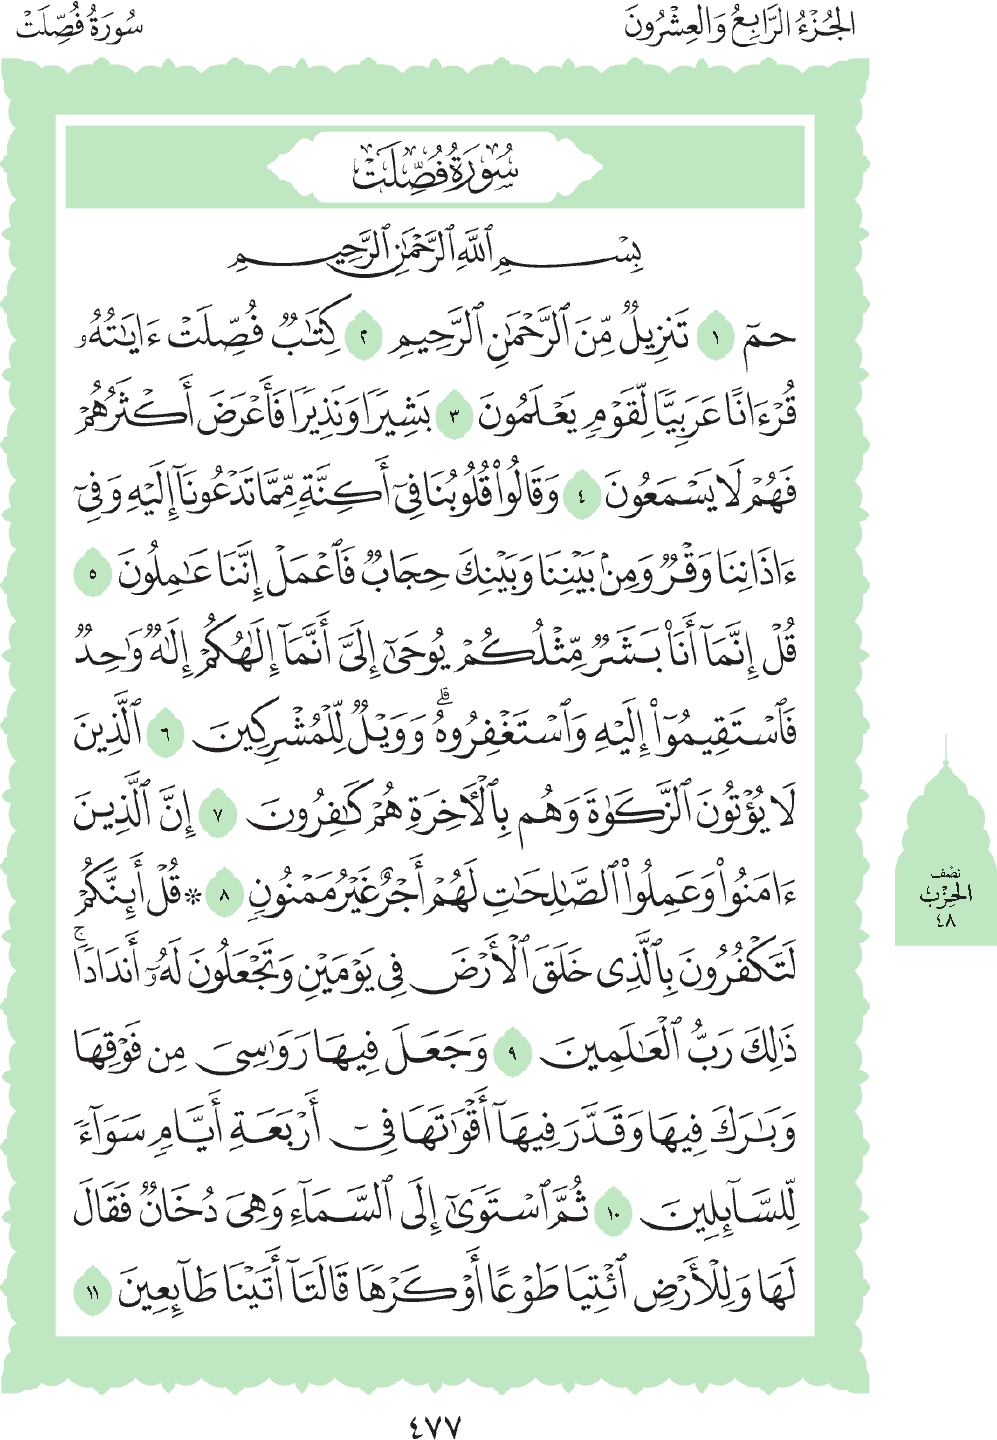 الجُزْءُ الرَّابِعُ وَالعِشْرُونَ
سُورَةُ فُصِّلَتْ
سُورَةُ فُصِّلَتْ
بِسْمِ ٱللَّهِ ٱلرَّحْمَٰنِ ٱلرَّحِيمِ
حمٓ ١ تَنزِيلٌ مِّنَ ٱلرَّحْمَٰنِ ٱلرَّحِيمِ ٢ كِتَٰبٌ فُصِّلَتْ ءَايَٰتُهُۥ
قُرْءَانًا عَرَبِيًّا لِّقَوْمٍ يَعْلَمُونَ ٣ بَشِيرًا وَنَذِيرًا فَأَعْرَضَ أَكْثَرُهُمْ
فَهُمْ لَا يَسْمَعُونَ ٤ وَقَالُوا۟ قُلُوبُنَا فِىٓ أَكِنَّةٍ مِّمَّا تَدْعُونَآ إِلَيْهِ وَفِىٓ
ءَاذَانِنَا وَقْرٌ وَمِنۢ بَيْنِنَا وَبَيْنِكَ حِجَابٌ فَٱعْمَلْ إِنَّنَا عَٰمِلُونَ ٥
قُلْ إِنَّمَآ أَنَا۠ بَشَرٌ مِّثْلُكُمْ يُوحَىٰٓ إِلَىَّ أَنَّمَآ إِلَٰهُكُمْ إِلَٰهٌ وَٰحِدٌ
فَٱسْتَقِيمُوٓا۟ إِلَيْهِ وَٱسْتَغْفِرُوهُ ۗ وَوَيْلٌ لِّلْمُشْرِكِينَ ٦ ٱلَّذِينَ
لَا يُؤْتُونَ ٱلزَّكَوٰةَ وَهُم بِٱلْءَاخِرَةِ هُمْ كَٰفِرُونَ ٧ إِنَّ ٱلَّذِينَ
ءَامَنُوا۟ وَعَمِلُوا۟ ٱلصَّٰلِحَٰتِ لَهُمْ أَجْرٌ غَيْرُ مَمْنُونٍ ٨ ۞ قُلْ أَئِنَّكُمْ
لَتَكْفُرُونَ بِٱلَّذِى خَلَقَ ٱلْأَرْضَ فِى يَوْمَيْنِ وَتَجْعَلُونَ لَهُۥٓ أَندَادًا ۚ
ذَٰلِكَ رَبُّ ٱلْعَٰلَمِينَ ٩ وَجَعَلَ فِيهَا رَوَٰسِىَ مِن فَوْقِهَا
وَبَٰرَكَ فِيهَا وَقَدَّرَ فِيهَآ أَقْوَٰتَهَا فِىٓ أَرْبَعَةِ أَيَّامٍ سَوَآءً
لِّلسَّآئِلِينَ ١٠ ثُمَّ ٱسْتَوَىٰٓ إِلَى ٱلسَّمَآءِ وَهِىَ دُخَانٌ فَقَالَ
لَهَا وَلِلْأَرْضِ ٱئْتِيَا طَوْعًا أَوْ كَرْهًا قَالَتَآ أَتَيْنَا طَآئِعِينَ ١١
نِصْف
الحِزْب
٤٨
٤٧٧